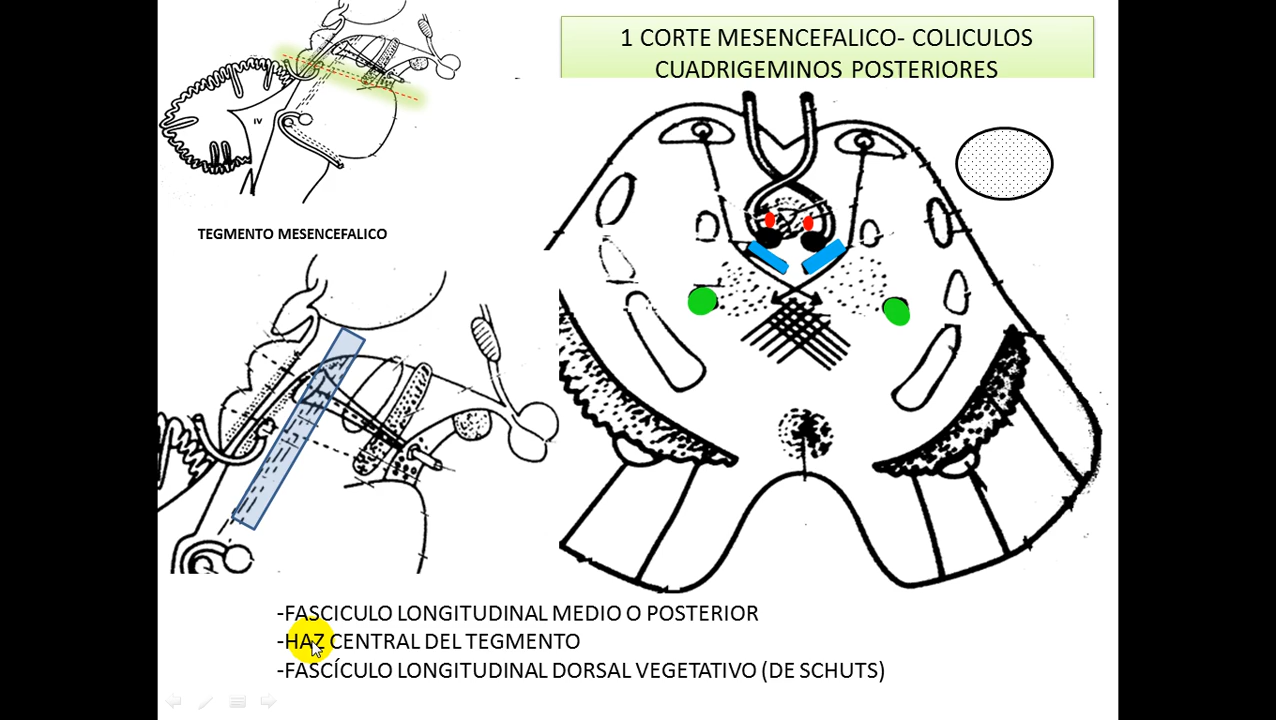 1 CORTE MESENCEFALICO- COLICULOS
CUADRIGEMINOS POSTERIORES
IV
TEGMENTO MESENCEFALICO
-FASCICULO LONGITUDINAL MEDIO O POSTERIOR
-HAZ CENTRAL DEL TEGMENTO
-FASCÍCULO LONGITUDINAL DORSAL VEGETATIVO (DE SCHUTS)